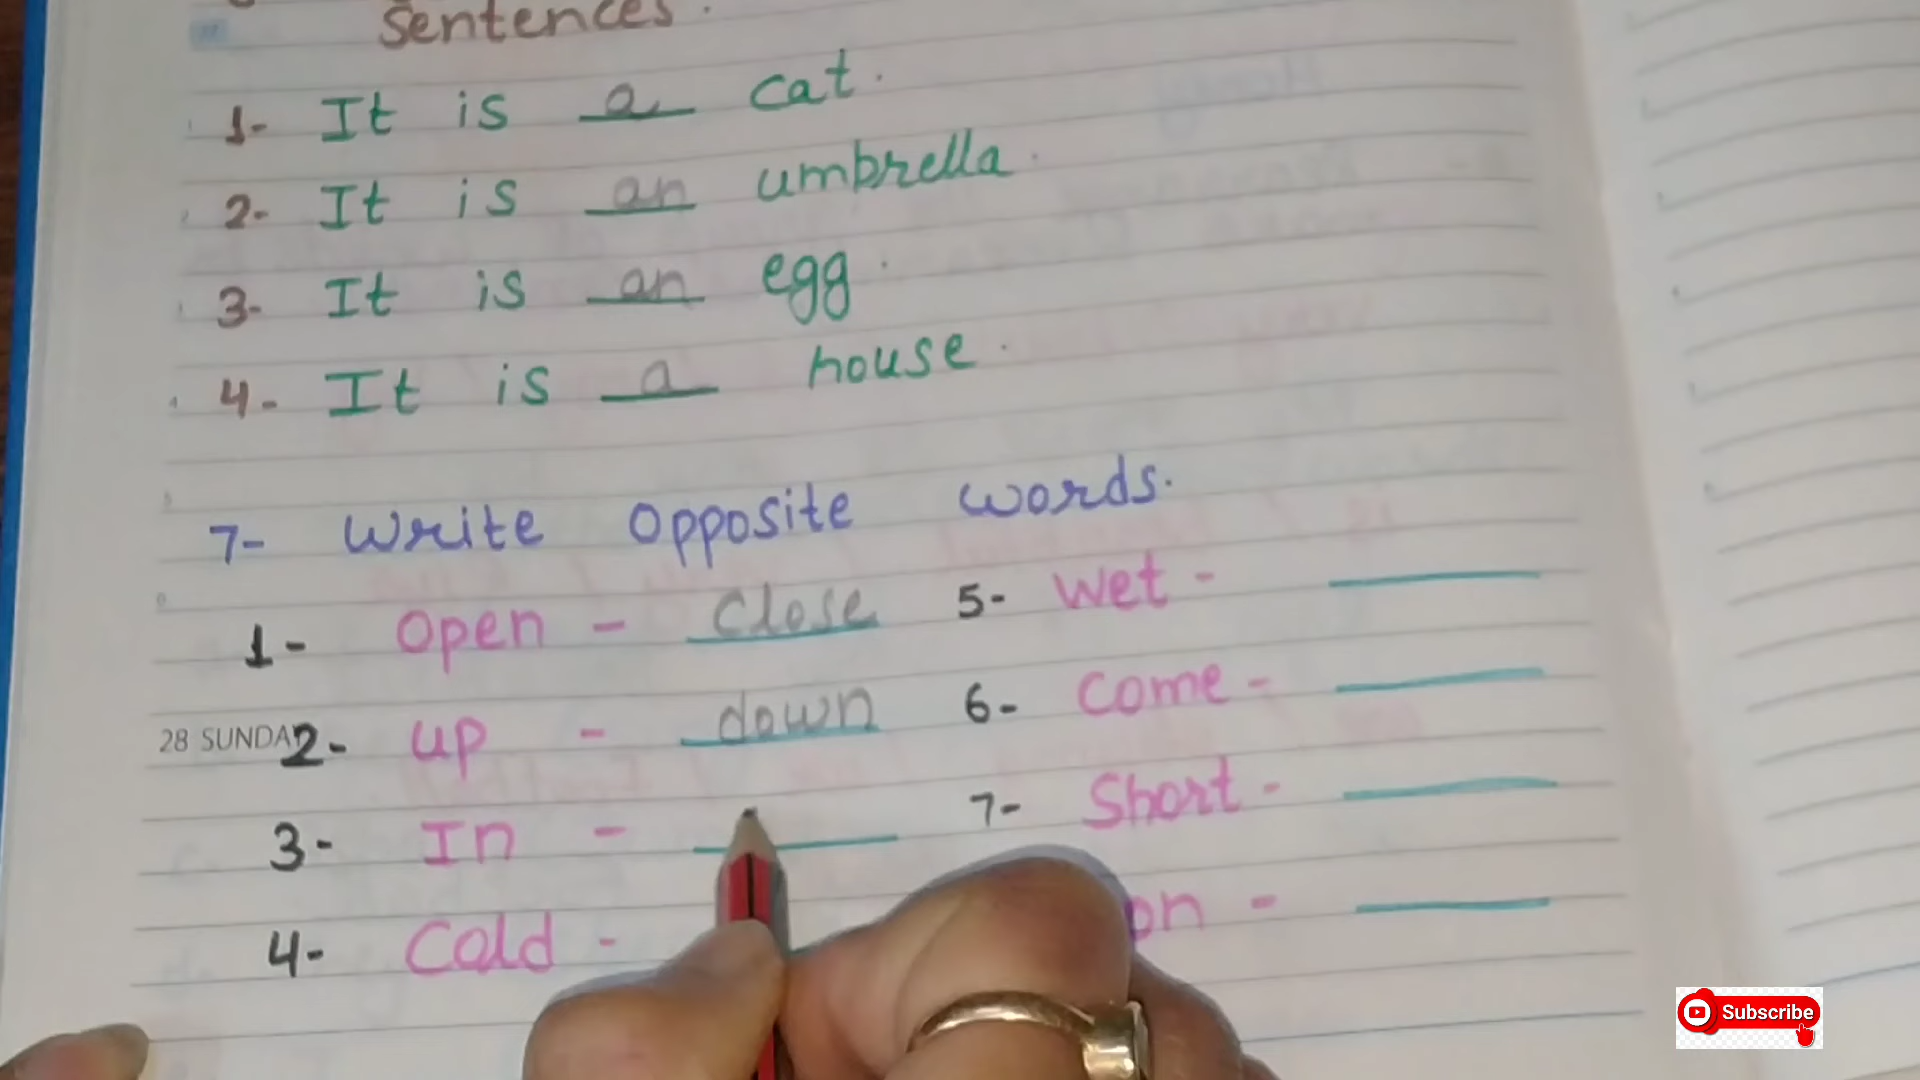 Sentences.
1- It is a cat.
2- It is an umbrella.
3- It is an egg.
4- It is a house.
7- Write opposite words.
1- Open - Close
5- Wet -
28 SUNDA
2- up - down
6- Come -
3- In -
7- Short -
4- Cold -
on -
Subscribe